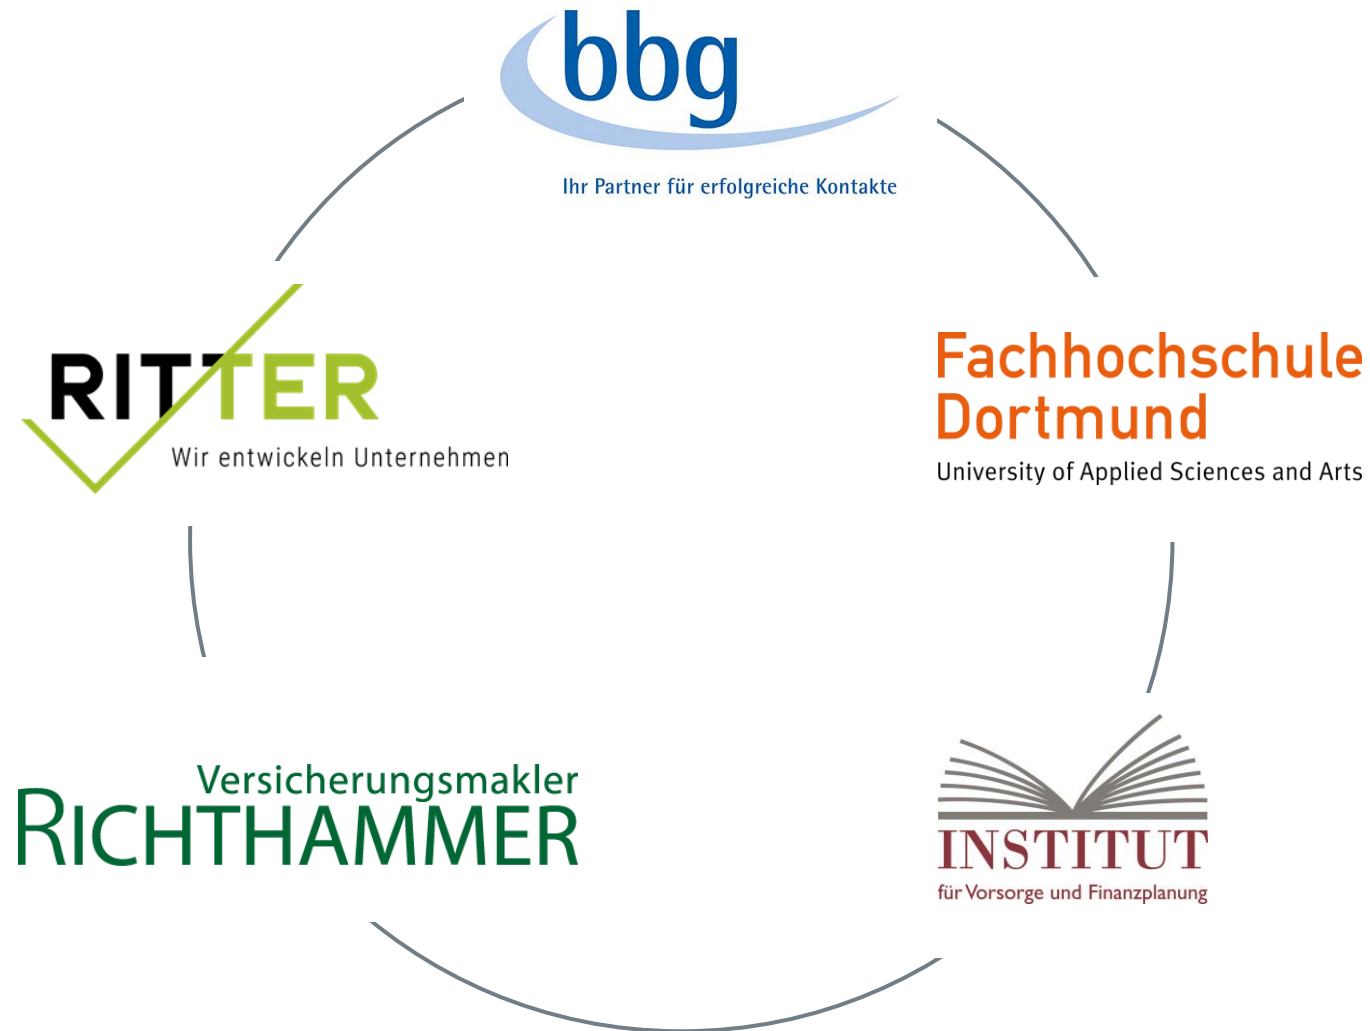 bbg
Ihr Partner für erfolgreiche Kontakte
RITTER
Wir entwickeln Unternehmen
Fachhochschule
Dortmund
University of Applied Sciences and Arts
Versicherungsmakler
RICHTHAMMER
INSTITUT
für Vorsorge und Finanzplanung